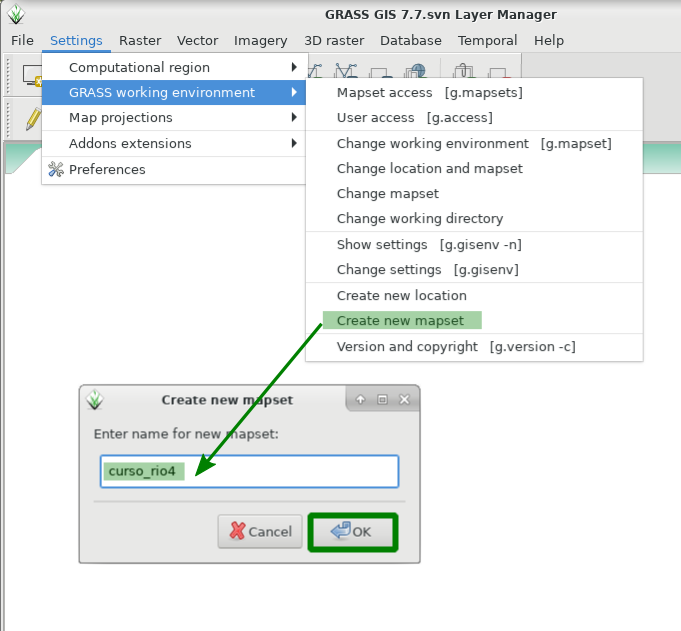 GRASS GIS 7.7.svn Layer Manager
File Settings Raster Vector Imagery 3D raster Database Temporal Help
Computational region
GRASS working environment
Map projections
Addons extensions
Preferences
Mapset access [g.mapsets]
User access [g.access]
Change working environment [g.mapset]
Change location and mapset
Change mapset
Change working directory
Show settings [g.gisenv -n]
Change settings [g.gisenv]
Create new location
Create new mapset
Version and copyright [g.version -c]
Create new mapset
Enter name for new mapset:
curso_rio4
Cancel OK